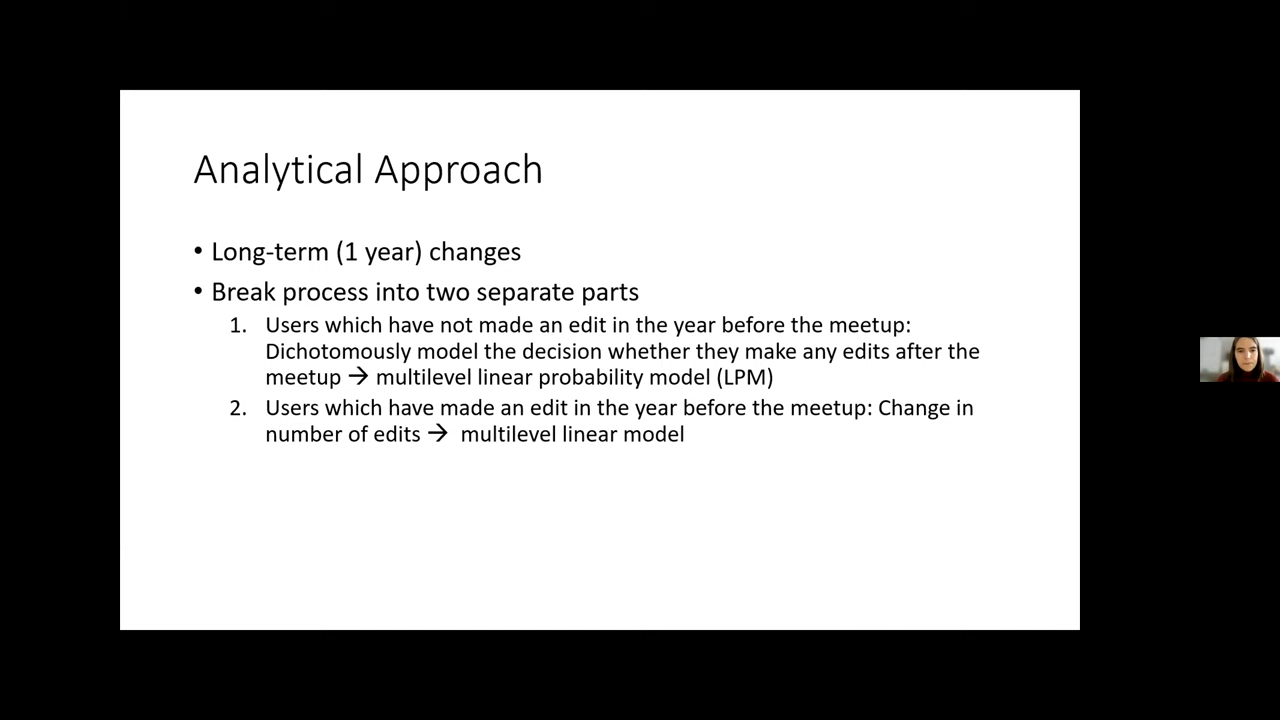 Analytical Approach
• Long-term (1 year) changes
• Break process into two separate parts
1. Users which have not made an edit in the year before the meetup:
Dichotomously model the decision whether they make any edits after the
meetup → multilevel linear probability model (LPM)
2. Users which have made an edit in the year before the meetup: Change in
number of edits → multilevel linear model